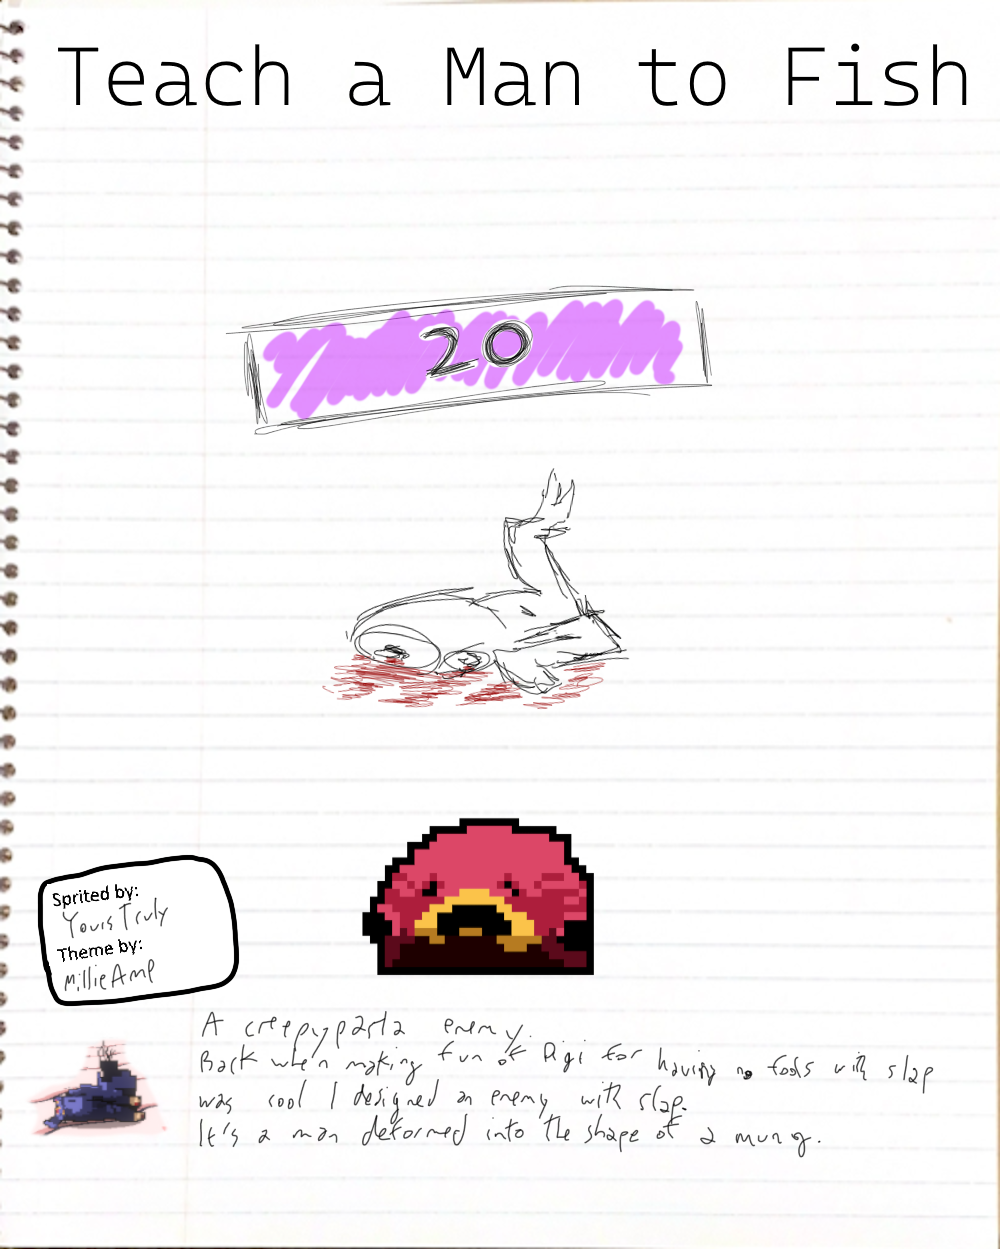 Teach a Man to Fish
20
Sprited by:
Yours Truly
Theme by:
MillieAmp
A creepypasta enemy.
Back when making fun of Digi for having no fools with slap
was cool I designed an enemy with slap.
It's a man deformed into the shape of a mung.